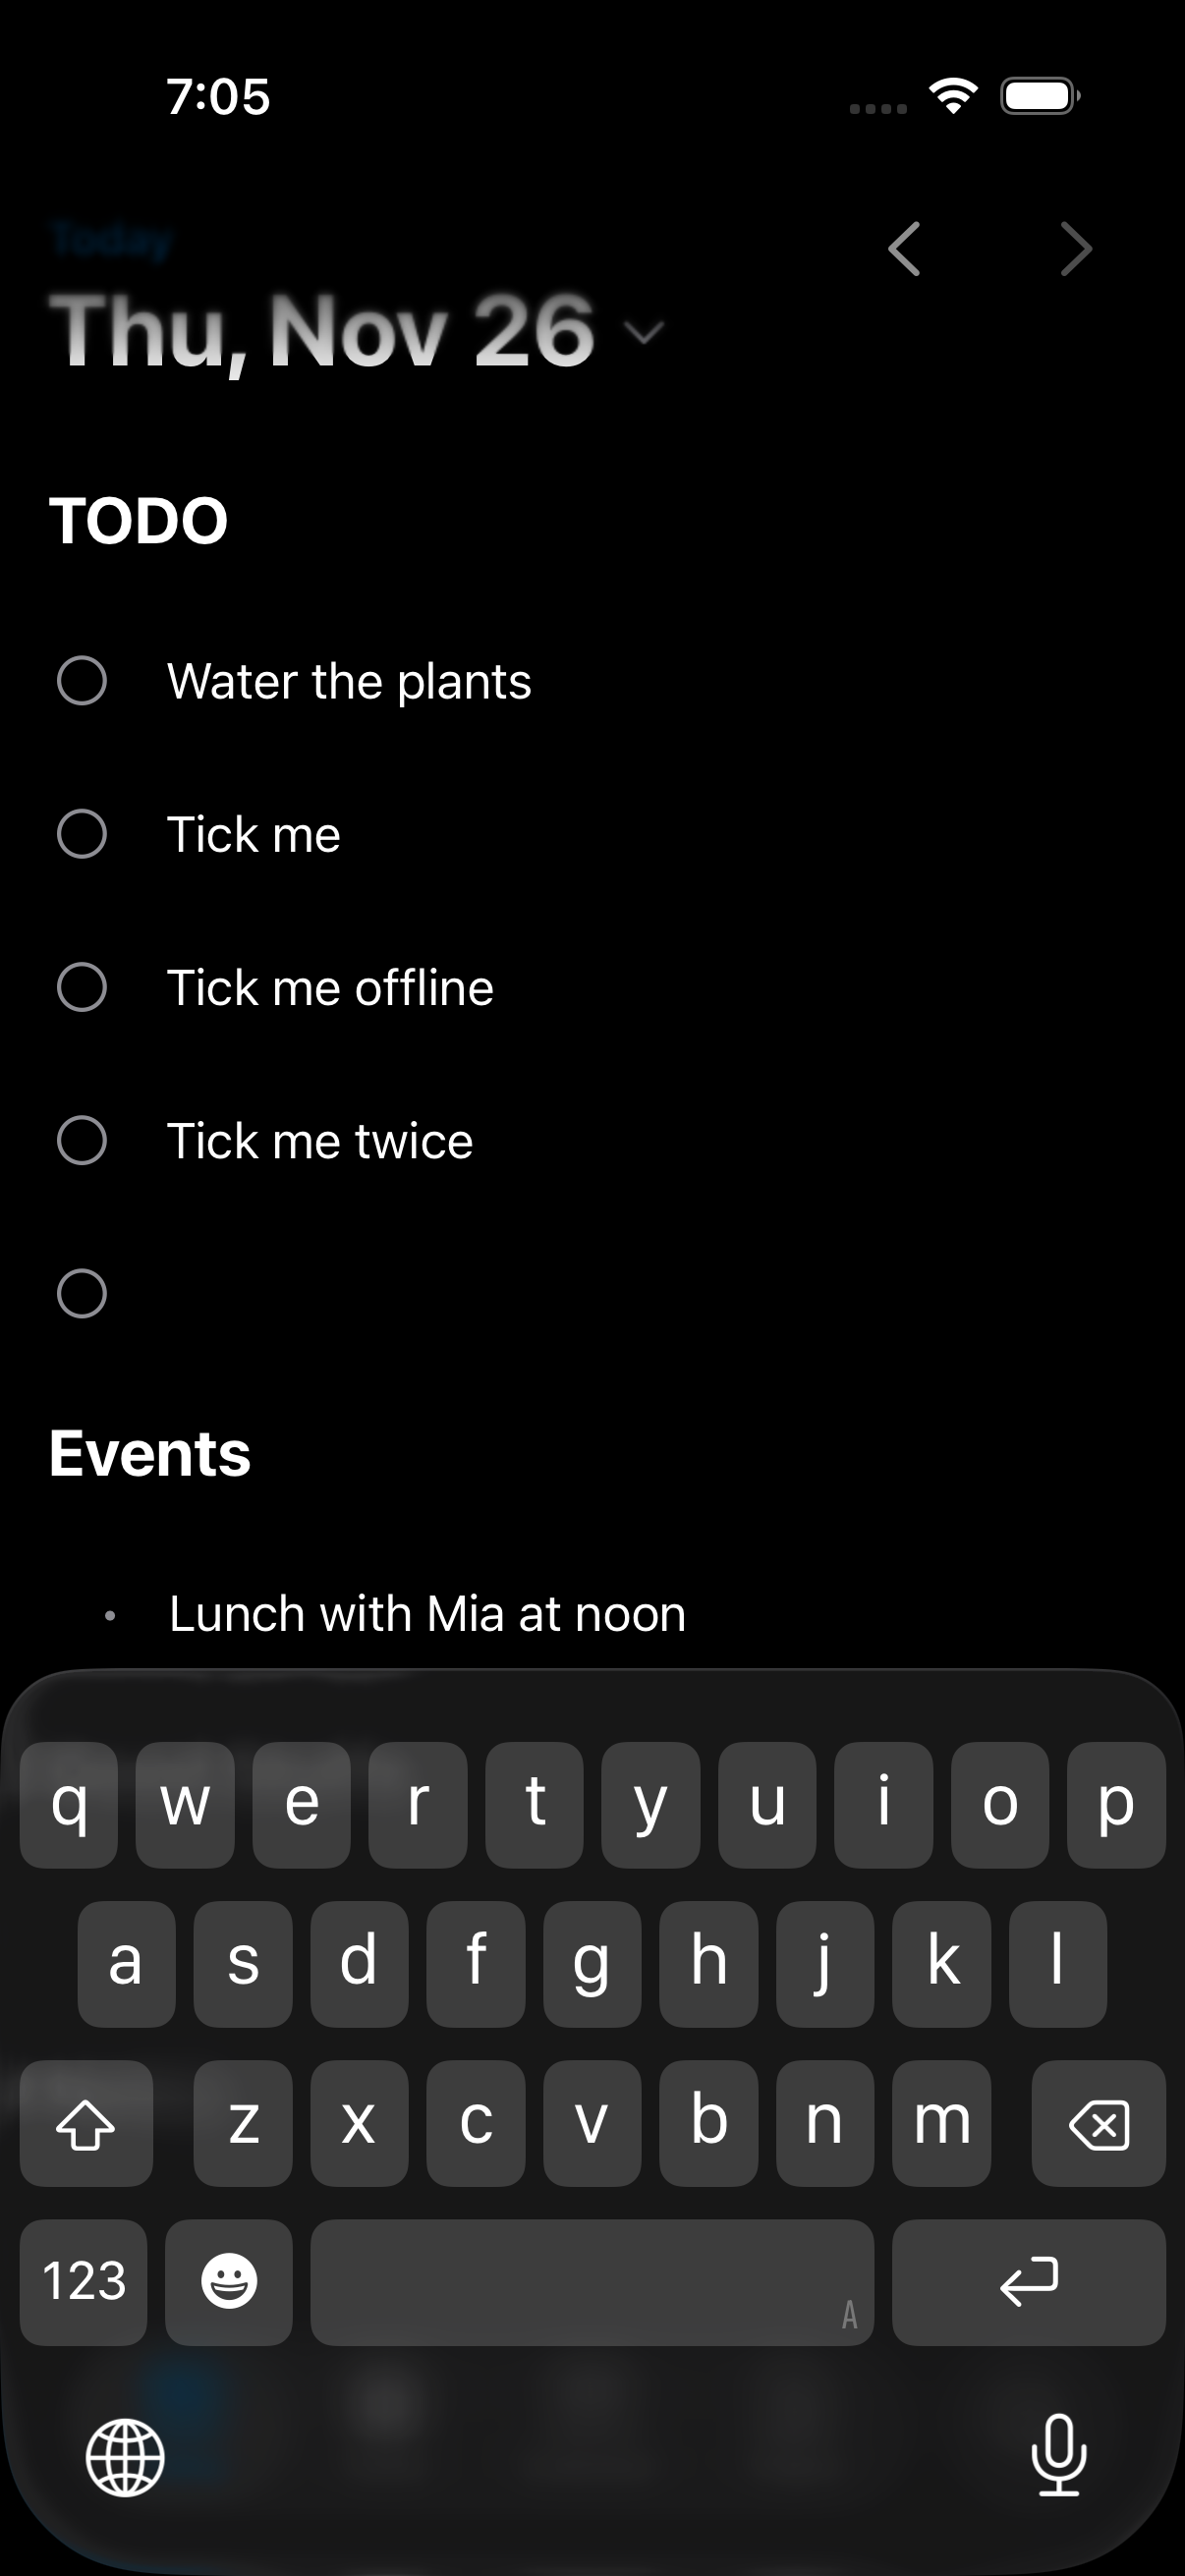 7:05
Today
Thu, Nov 26
TODO
Water the plants
Tick me
Tick me offline
Tick me twice
Events
Lunch with Mia at noon
q w e r t y u i o p
a s d f g h j k l
z x c v b n m
123
A